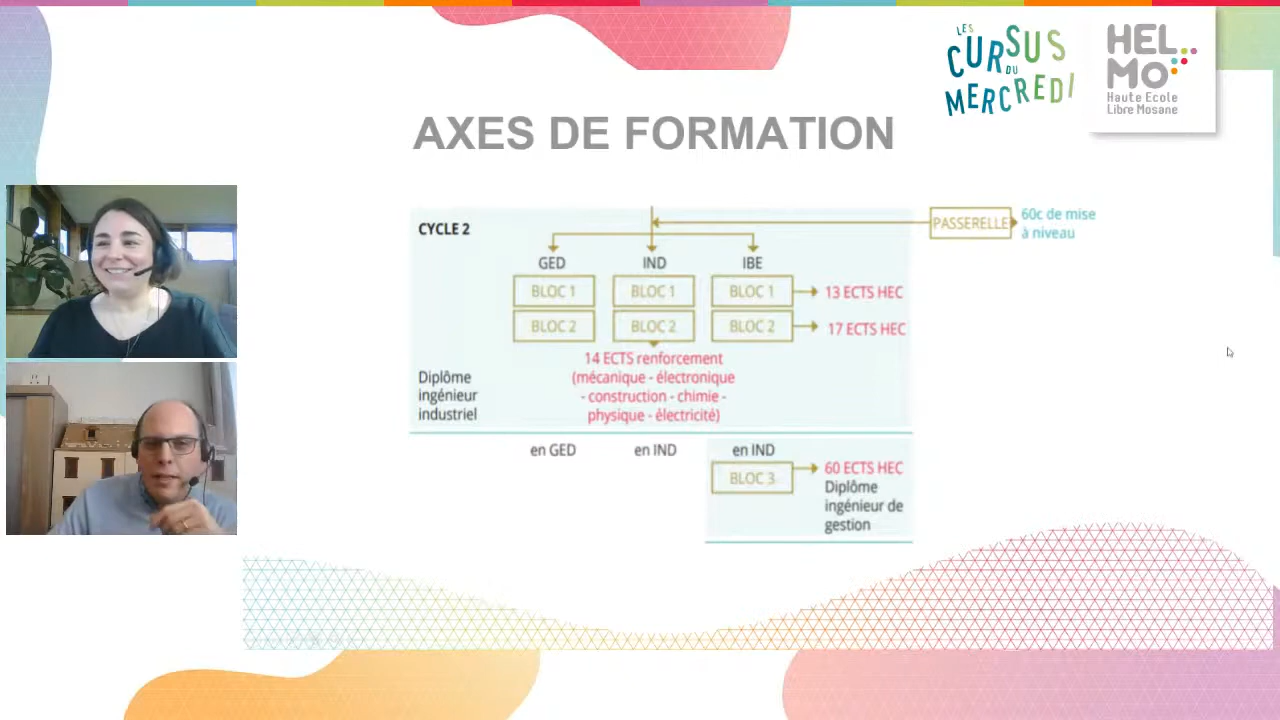 LES
CURSUS
DU
MERCREDI
HEL
MO
Haute Ecole
Libre Mosane
AXES DE FORMATION
CYCLE 2
PASSERELLE
60c de mise
à niveau
GED IND IBE
BLOC 1 BLOC 1 BLOC 1 13 ECTS HEC
BLOC 2 BLOC 2 BLOC 2 17 ECTS HEC
14 ECTS renforcement
(mécanique - électronique
- construction - chimie -
physique - électricité)
Diplôme
ingénieur
industriel
en GED en IND en IND
BLOC 3 60 ECTS HEC
Diplôme
ingénieur de
gestion